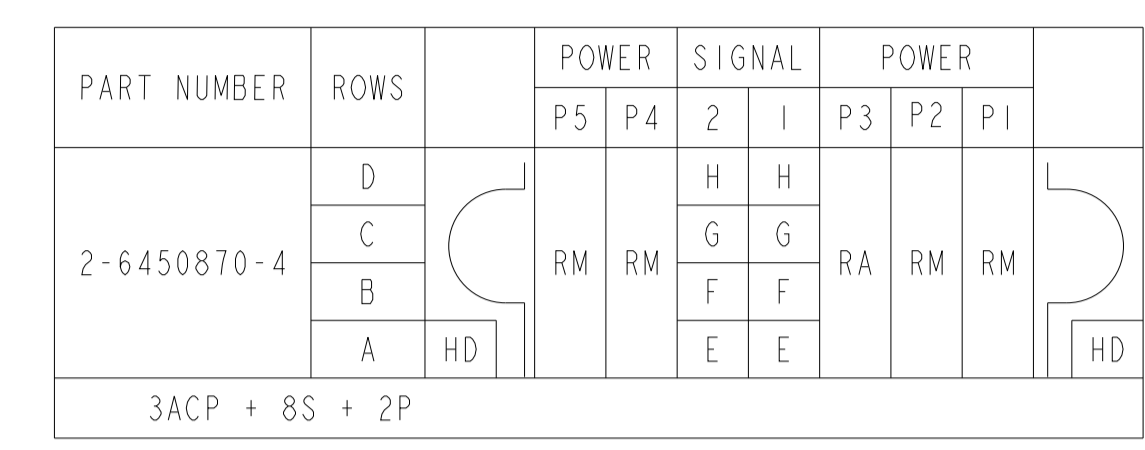 PART NUMBER ROWS POWER SIGNAL POWER
P5 P4 2 1 P3 P2 P1
D H H
C G G
2-6450870-4 RM RM RA RM RM
B F F
A HD E E HD
3ACP + 8S + 2P